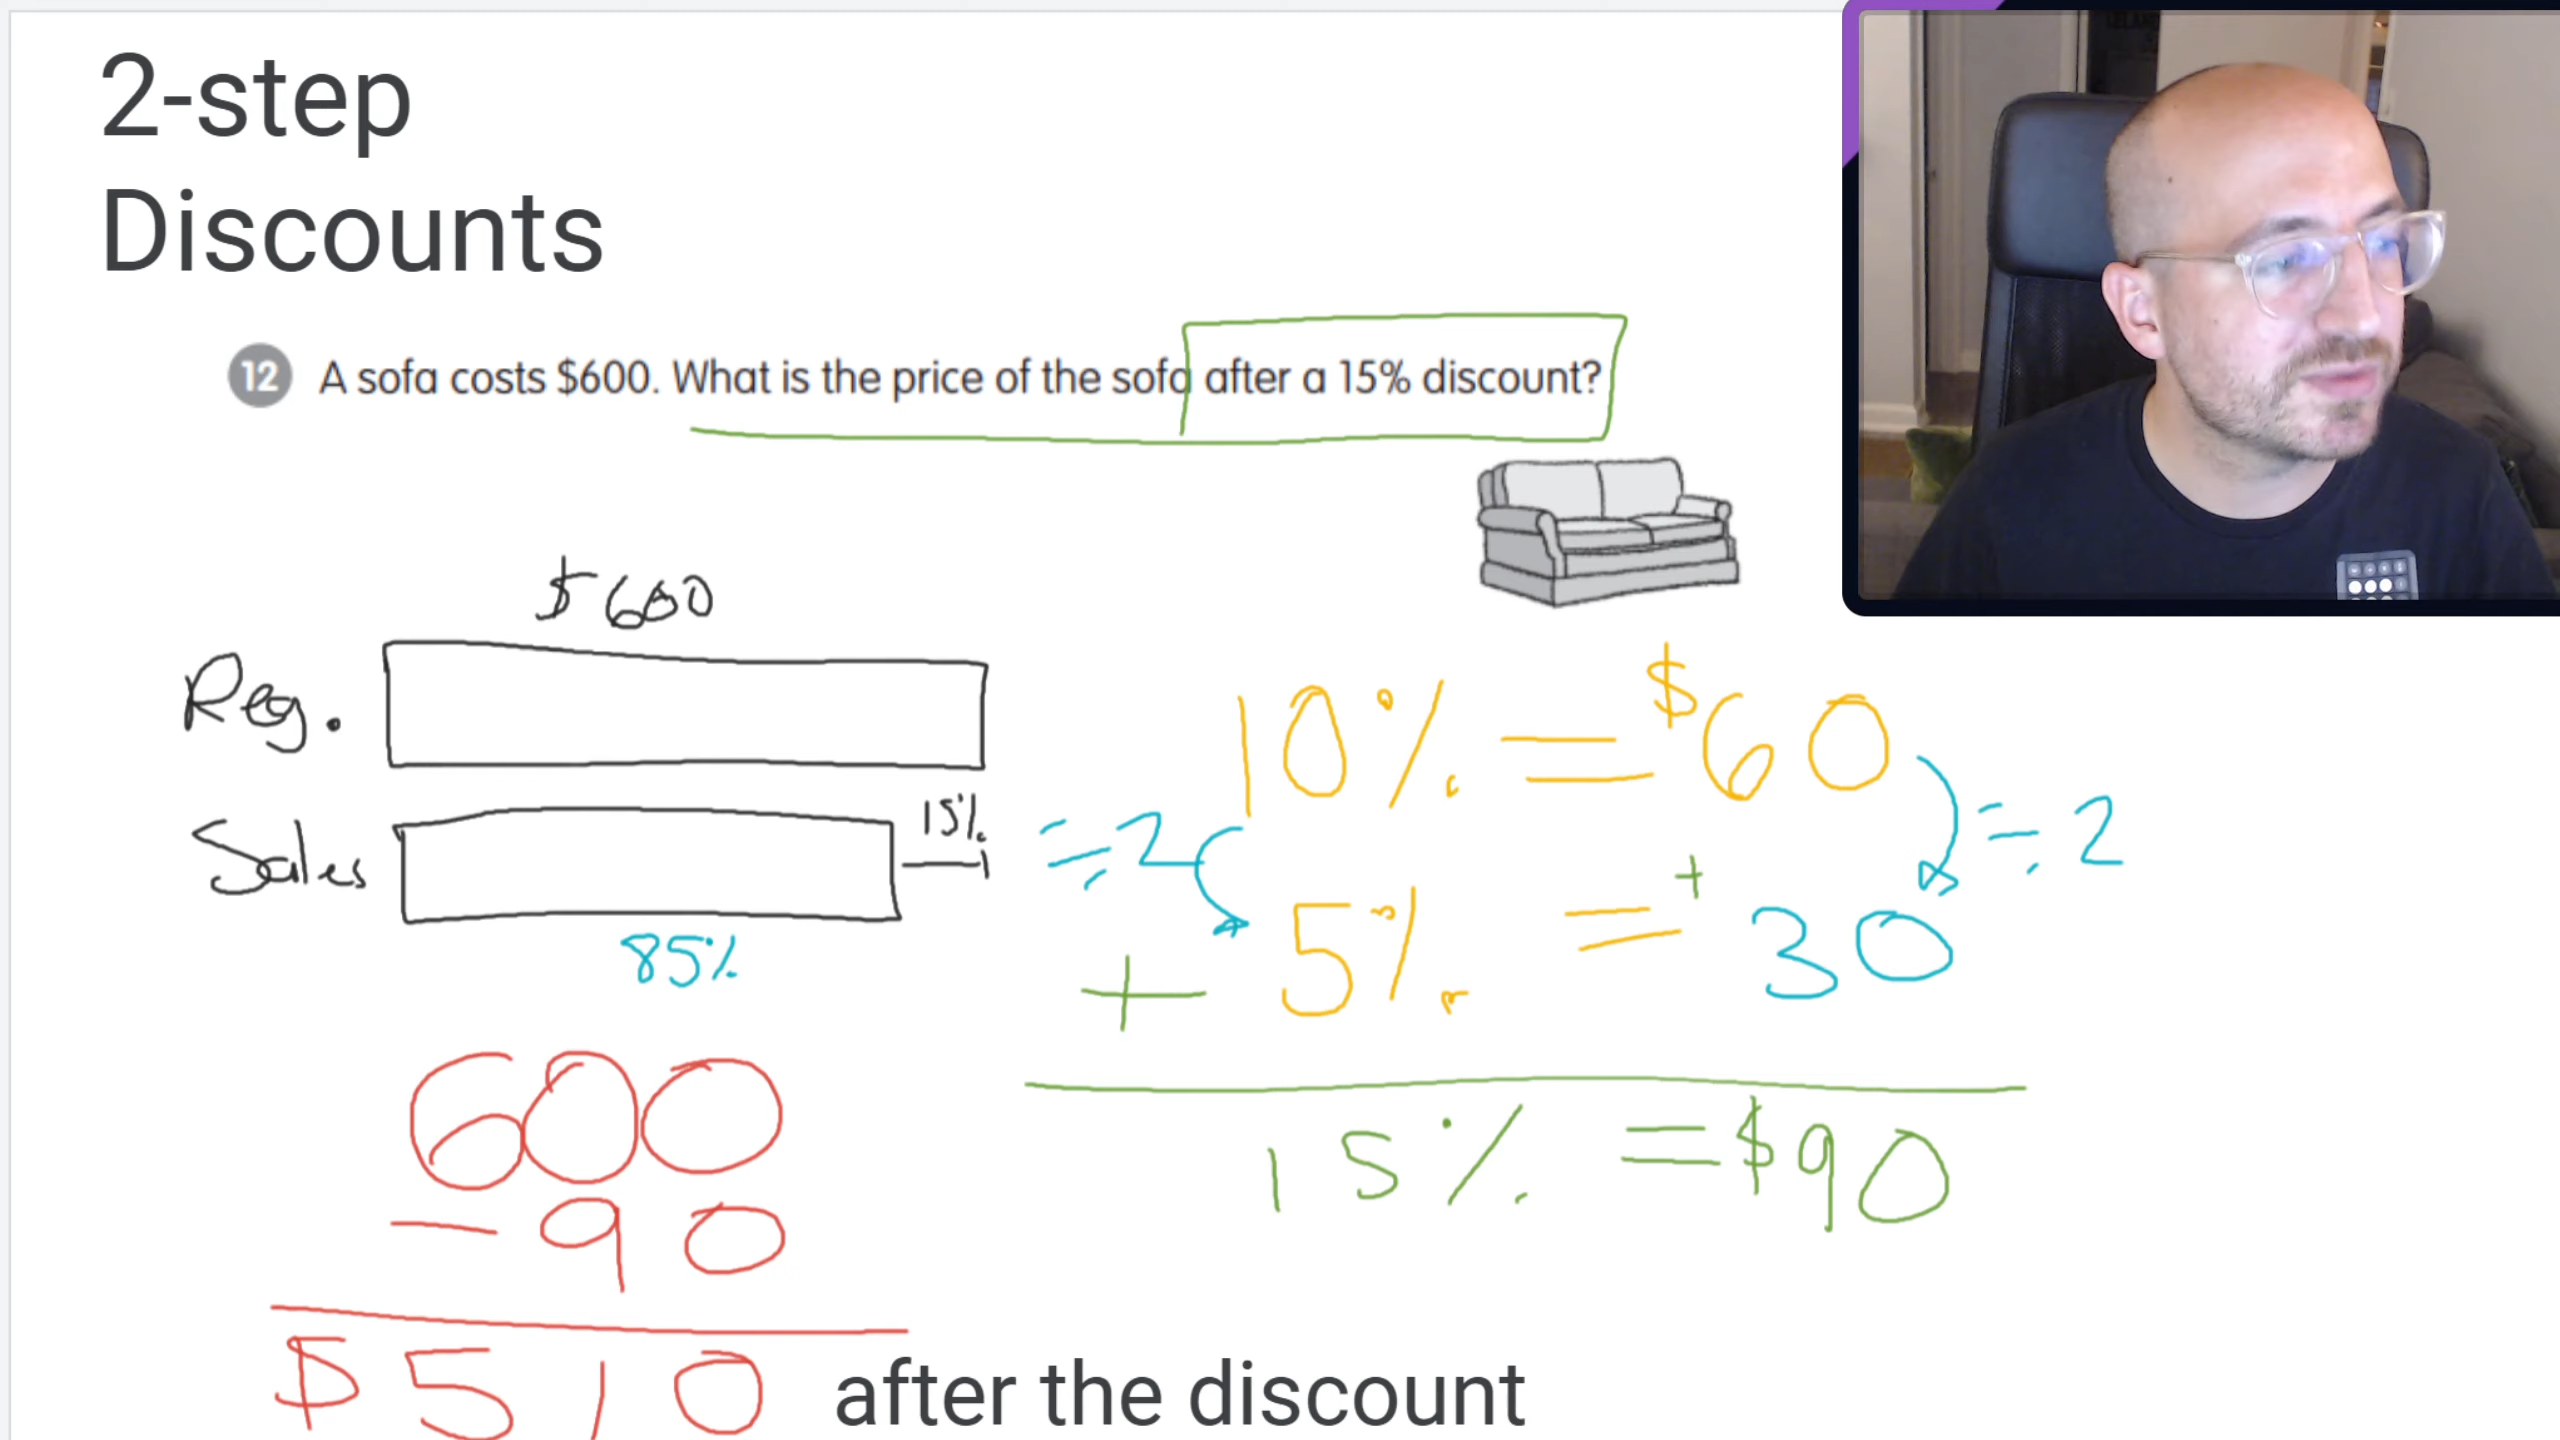 2-step
Discounts
12 A sofa costs $600. What is the price of the sofa after a 15% discount?
$600
Reg.
Sales
15%
85%
600
- 90
$510 after the discount
10% = $60
÷2
÷2
+ 5% = + 30
15% = $90